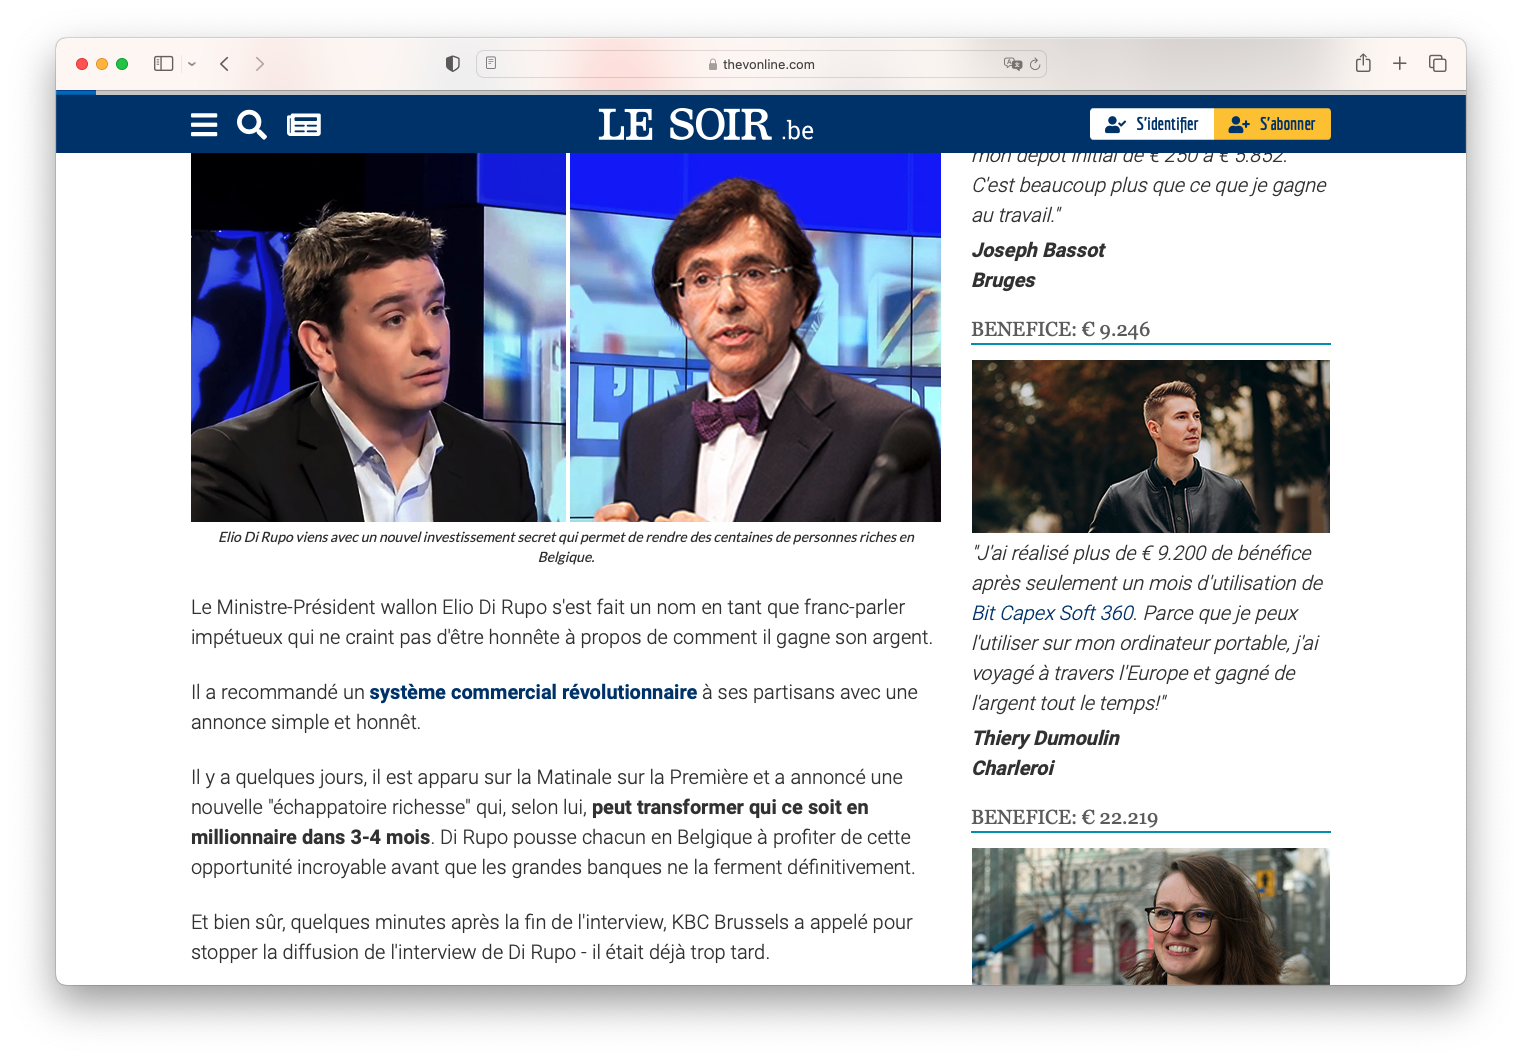 thevonline.com
LE SOIR .be
S'identifier
S'abonner
L'IN
Elio Di Rupo viens avec un nouvel investissement secret qui permet de rendre des centaines de personnes riches en
Belgique.
Le Ministre-Président wallon Elio Di Rupo s'est fait un nom en tant que franc-parler
impétueux qui ne craint pas d'être honnête à propos de comment il gagne son argent.
Il a recommandé un système commercial révolutionnaire à ses partisans avec une
annonce simple et honnêt.
Il y a quelques jours, il est apparu sur la Matinale sur la Première et a annoncé une
nouvelle "échappatoire richesse" qui, selon lui, peut transformer qui ce soit en
millionnaire dans 3-4 mois. Di Rupo pousse chacun en Belgique à profiter de cette
opportunité incroyable avant que les grandes banques ne la ferment définitivement.
Et bien sûr, quelques minutes après la fin de l'interview, KBC Brussels a appelé pour
stopper la diffusion de l'interview de Di Rupo - il était déjà trop tard.
mon dépôt initial de € 250 à € 5.852.
C'est beaucoup plus que ce que je gagne
au travail."
Joseph Bassot
Bruges
BENEFICE: € 9.246
"J'ai réalisé plus de € 9.200 de bénéfice
après seulement un mois d'utilisation de
Bit Capex Soft 360. Parce que je peux
l'utiliser sur mon ordinateur portable, j'ai
voyagé à travers l'Europe et gagné de
l'argent tout le temps!"
Thiery Dumoulin
Charleroi
BENEFICE: € 22.219